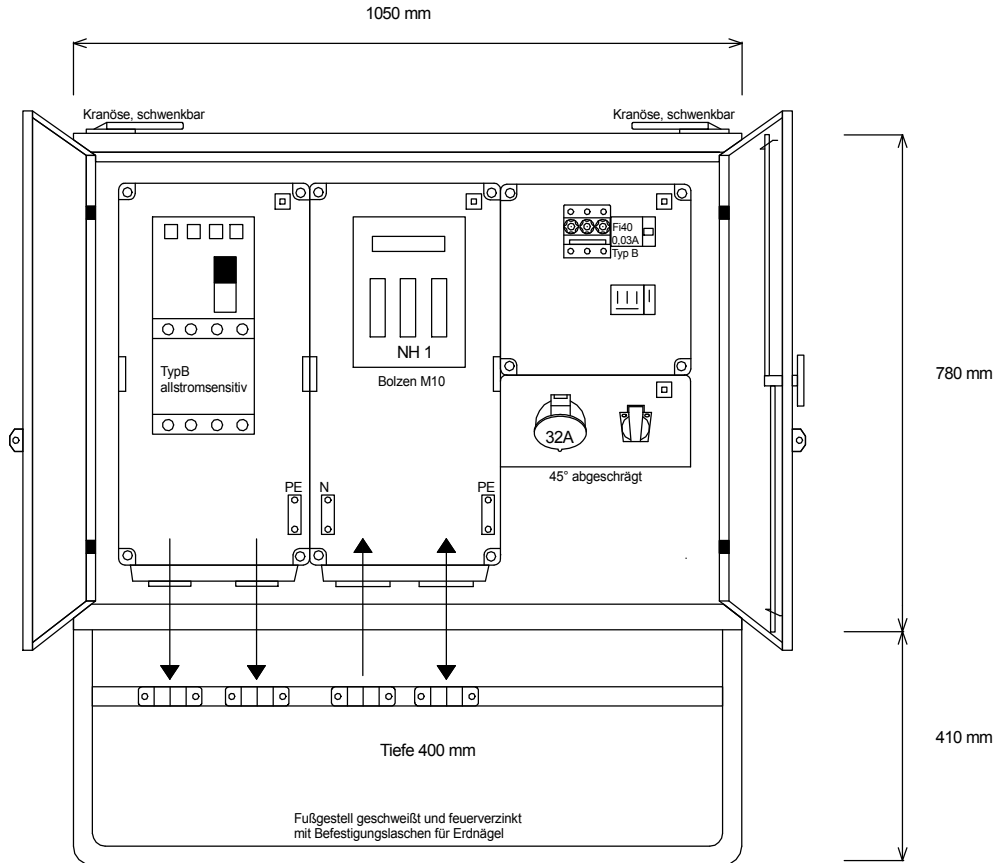 1050 mm
Kranöse, schwenkbar
Kranöse, schwenkbar
Fi40
0,03A
Typ B
NH 1
Bolzen M10
TypB
allstromsensitiv
780 mm
32A
45° abgeschrägt
PE
N
PE
410 mm
Tiefe 400 mm
Fußgestell geschweißt und feuerverzinkt
mit Befestigungslaschen für Erdnägel